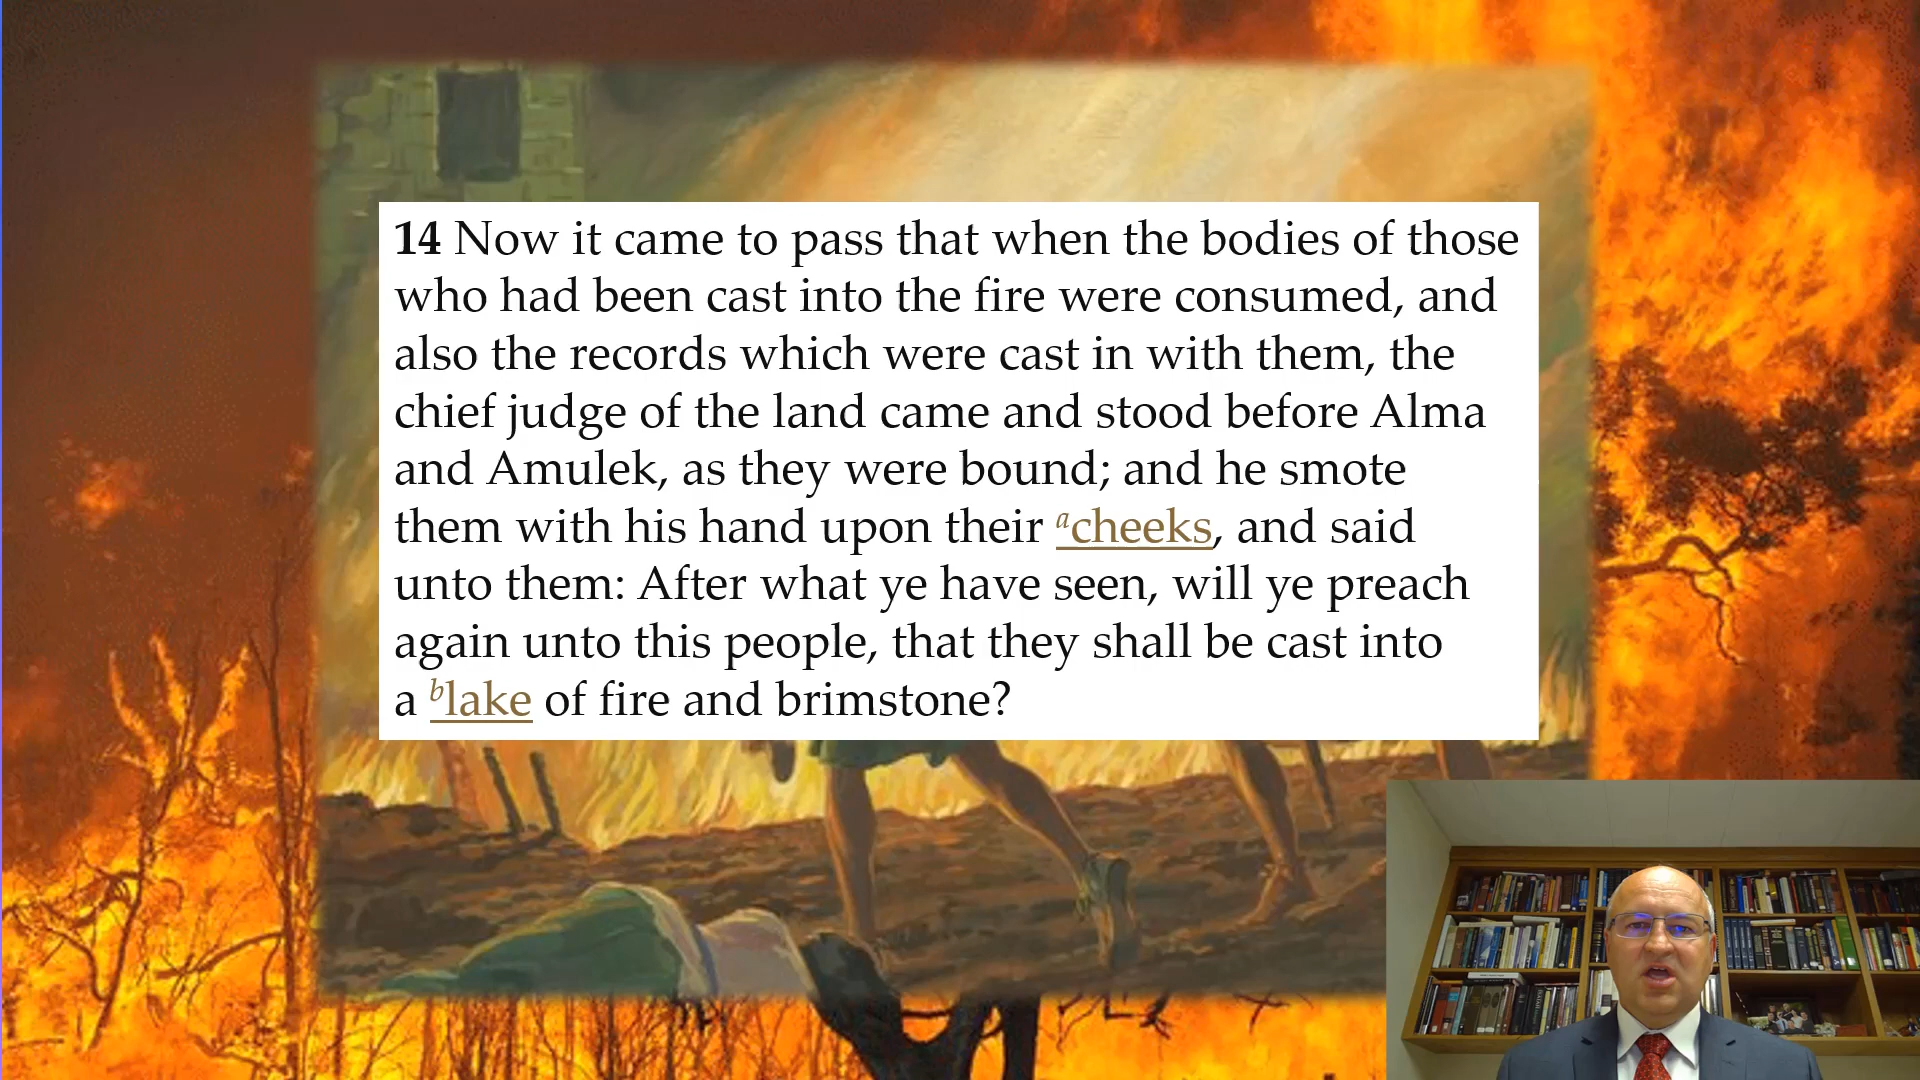 14 Now it came to pass that when the bodies of those
who had been cast into the fire were consumed, and
also the records which were cast in with them, the
chief judge of the land came and stood before Alma
and Amulek, as they were bound; and he smote
them with his hand upon their acheeks, and said
unto them: After what ye have seen, will ye preach
again unto this people, that they shall be cast into
a blake of fire and brimstone?